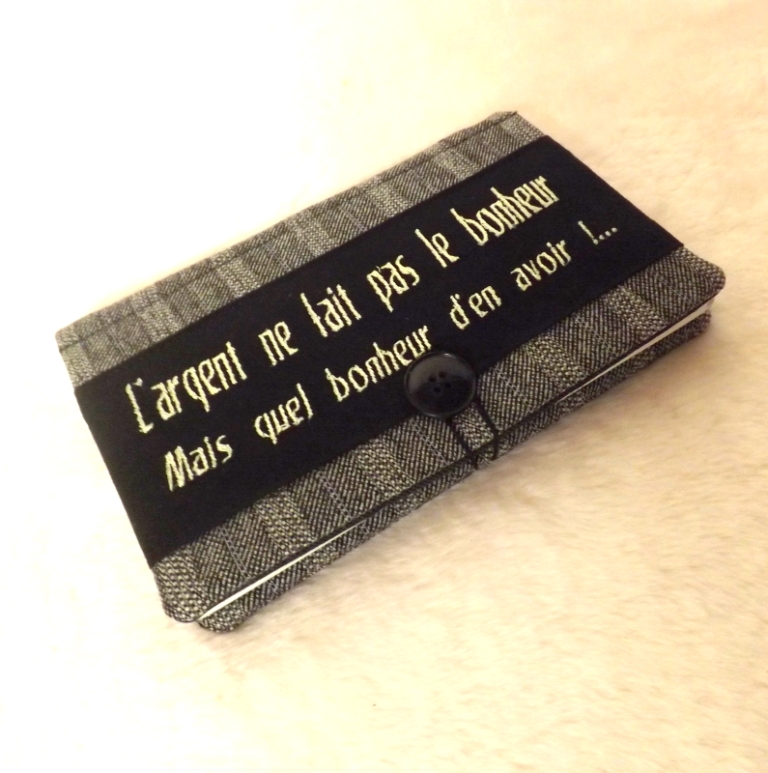 L'argent ne fait pas le bonheur
Mais quel bonheur d'en avoir !...